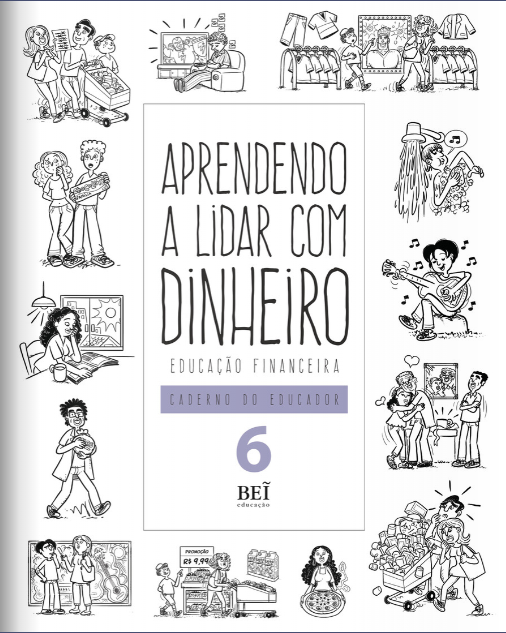 APRENDENDO
A LiDAR COM
DiNHEiRO
EDUCAÇÃO FINANCEIRA
CADERNO DO EDUCADOR
6
BEĨ
educação
PROMOÇÃO
R$ 9,99